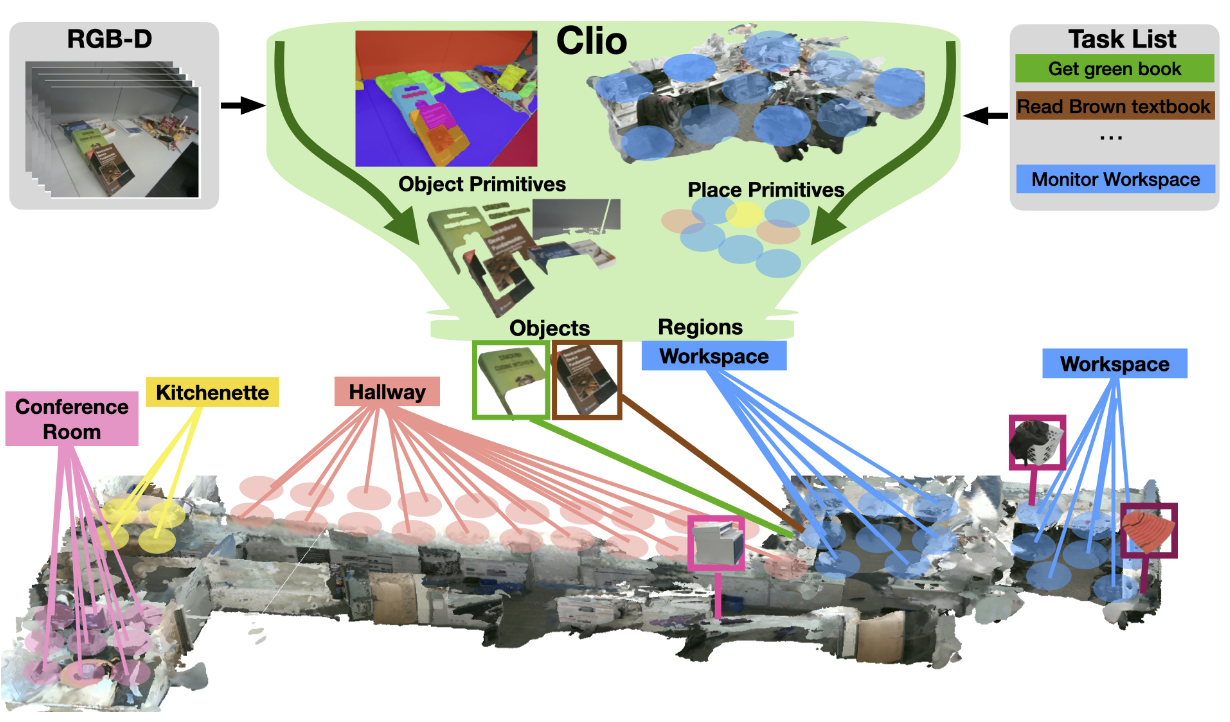 RGB-D
Clio
Task List
Get green book
Read Brown textbook
...
Monitor Workspace
Object Primitives
Place Primitives
Objects
Regions
Workspace
Workspace
Kitchenette
Hallway
Conference
Room